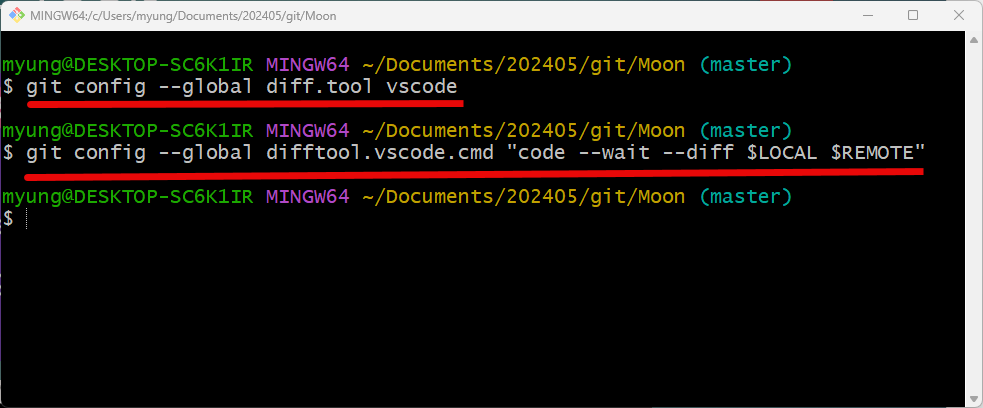 MINGW64:/c/Users/myung/Documents/202405/git/Moon
myung@DESKTOP-SC6K1IR MINGW64 ~/Documents/202405/git/Moon (master)
$ git config --global diff.tool vscode
myung@DESKTOP-SC6K1IR MINGW64 ~/Documents/202405/git/Moon (master)
$ git config --global difftool.vscode.cmd "code --wait --diff $LOCAL $REMOTE"
myung@DESKTOP-SC6K1IR MINGW64 ~/Documents/202405/git/Moon (master)
$